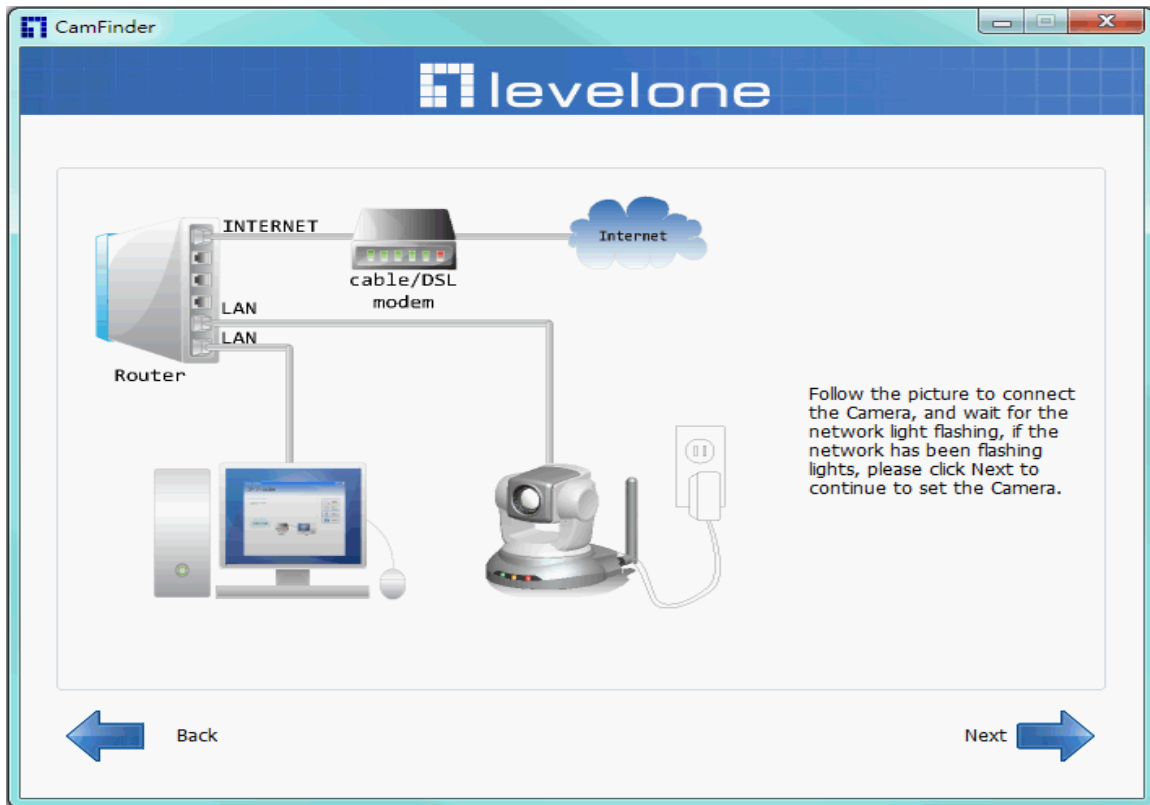 CamFinder
levelone
INTERNET
Internet
cable/DSL
modem
LAN
LAN
Router
Follow the picture to connect
the Camera, and wait for the
network light flashing, if the
network has been flashing
lights, please click Next to
continue to set the Camera.
Back
Next